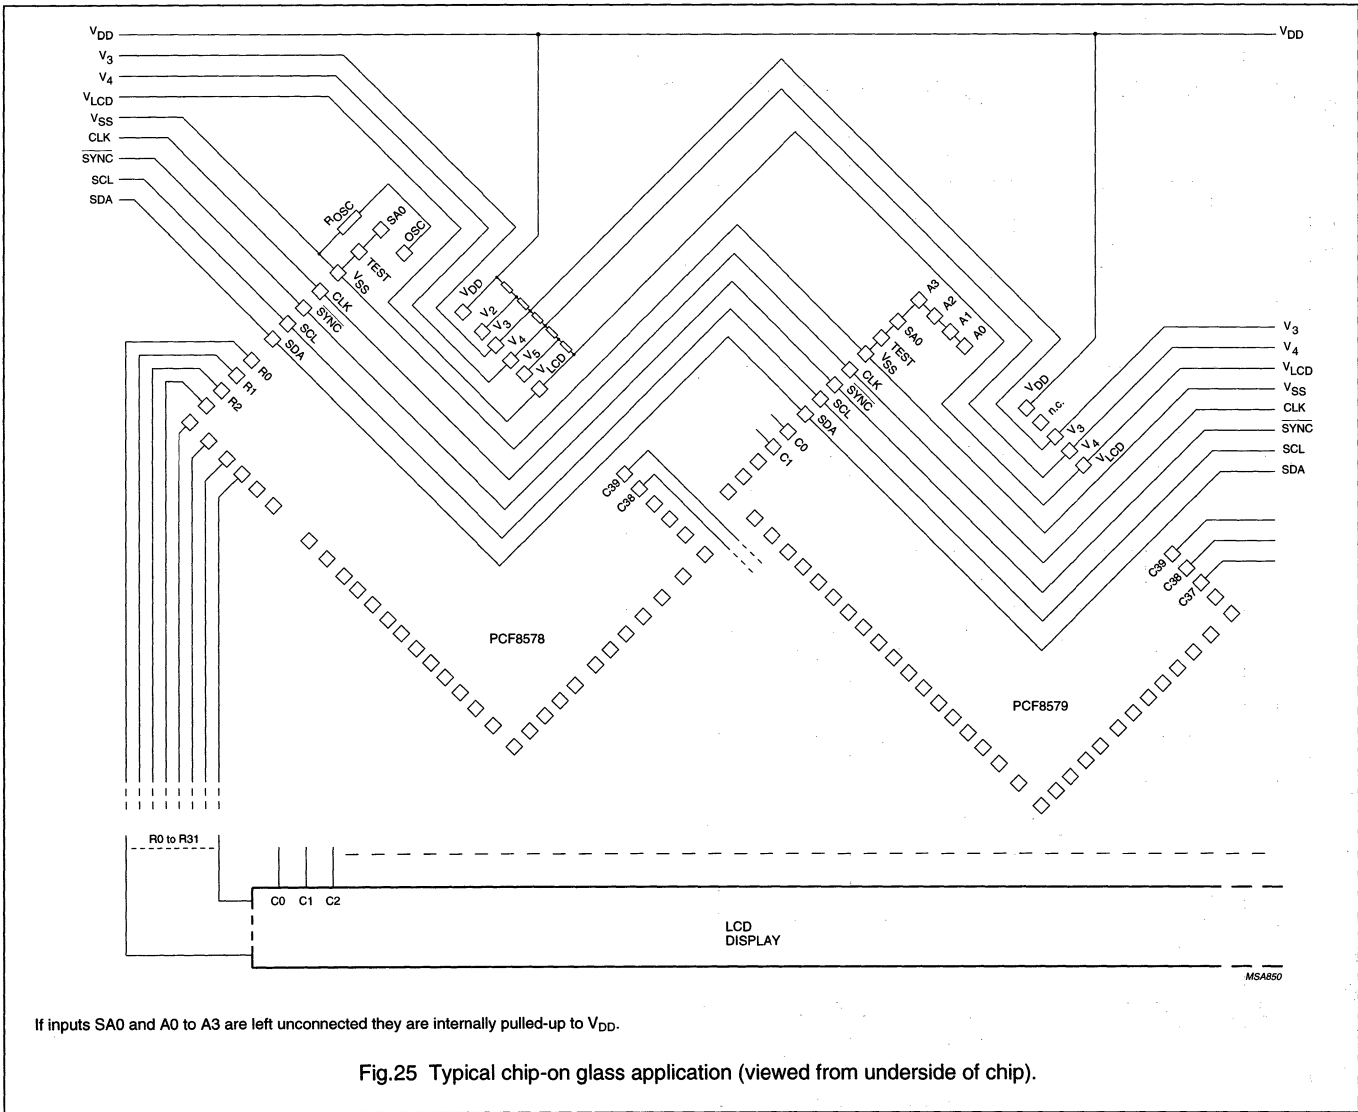 VDD
V3
V4
VLCD
VSS
CLK
SYNC
SCL
SDA
VDD
ROSC
SA0
OSC
TEST
VSS
CLK
SYNC
SCL
SDA
R0
R1
R2
VDD
V2
V3
V4
V5
VLCD
A3
A2
A1
A0
SA0
TEST
VSS
CLK
SYNC
SCL
SDA
C0
C1
VDD
n.c.
V3
V4
VLCD
V3
V4
VLCD
VSS
CLK
SYNC
SCL
SDA
C39
C38
C39
C38
C37
PCF8578
PCF8579
R0 to R31
C0 C1 C2
LCD
DISPLAY
MSA850
If inputs SA0 and A0 to A3 are left unconnected they are internally pulled-up to VDD.
Fig.25 Typical chip-on glass application (viewed from underside of chip).